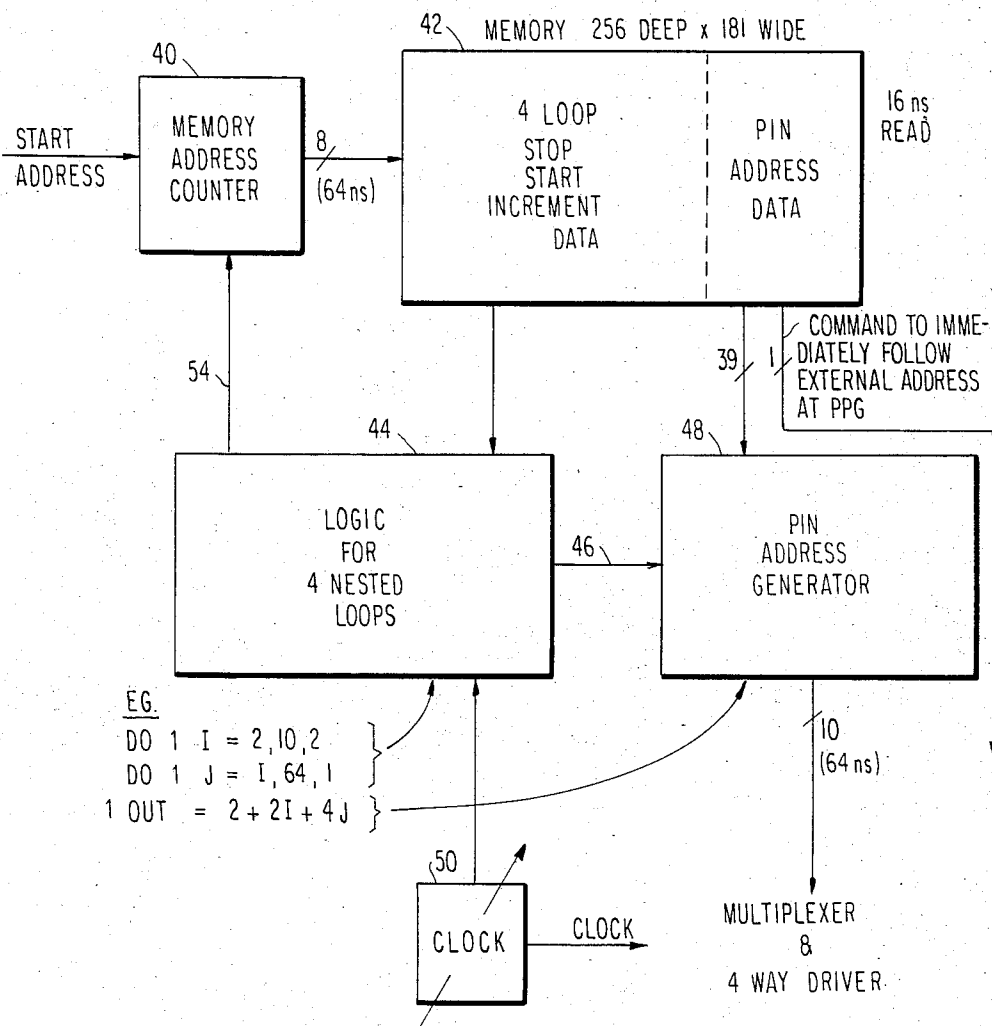 42 MEMORY 256 DEEP x 181 WIDE
40
MEMORY
ADDRESS
COUNTER
START
ADDRESS
8
(64ns)
4 LOOP
STOP
START
INCREMENT
DATA
PIN
ADDRESS
DATA
16 ns
READ
54
39
1
COMMAND TO IMME-
DIATELY FOLLOW
EXTERNAL ADDRESS
AT PPG
44
LOGIC
FOR
4 NESTED
LOOPS
46
48
PIN
ADDRESS
GENERATOR
EG.
DO 1 I = 2,10,2
DO 1 J = I,64,1
1 OUT = 2+2I+4J
10
(64ns)
50
CLOCK
CLOCK
MULTIPLEXER
&
4 WAY DRIVER